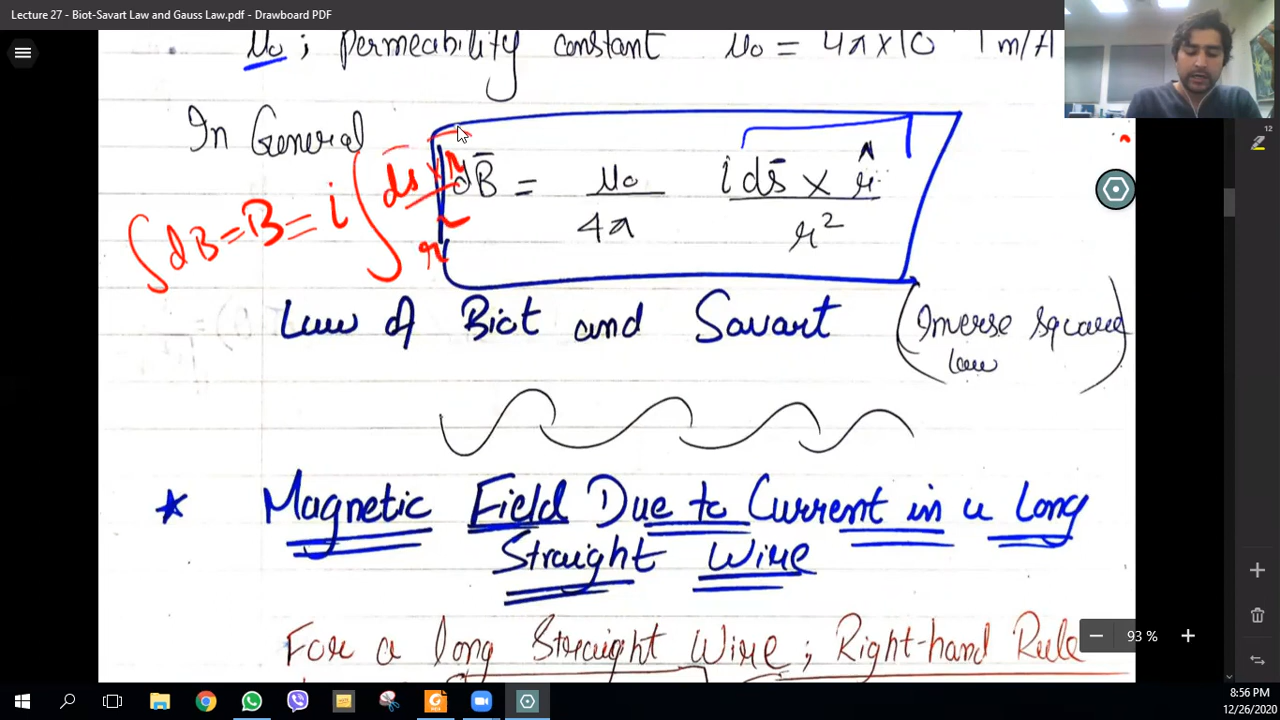 Lecture 27 - Biot-Savart Law and Gauss Law.pdf - Drawboard PDF
μ₀ ; permeability constant μ₀ = 4π×10 Tm/A
In General
dB̄ = μ₀/4π i ds̄ × r̂ / r²
∫dB = B = i ∫ ds̄ × r / r²
Law of Biot and Savart (Inverse square
law)
★ Magnetic Field Due to Current in a Long
Straight Wire
For a long Straight Wire ; Right-hand Rule
12
93 %
8:56 PM
12/26/2020